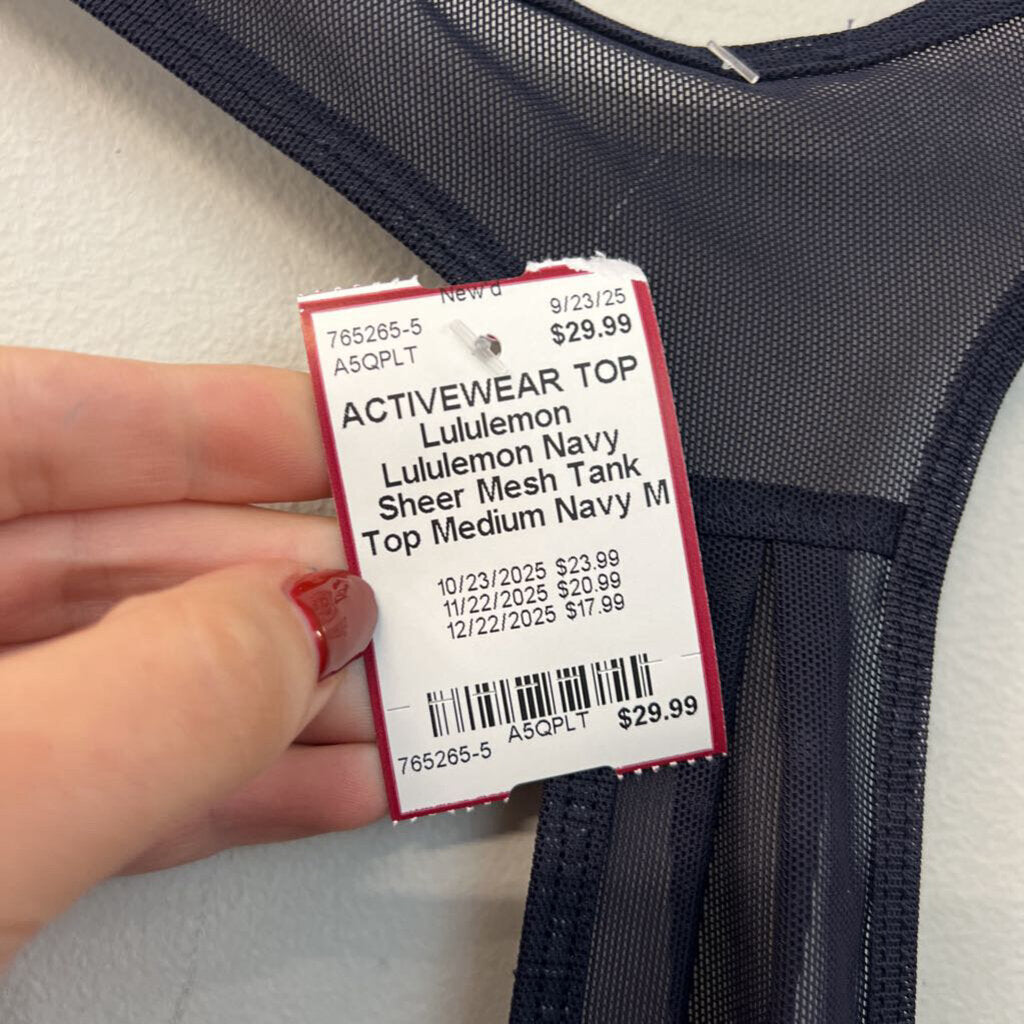 New'd
765265-5
9/23/25
A5QPLT
$29.99
ACTIVEWEAR TOP
Lululemon
Lululemon Navy
Sheer Mesh Tank
Top Medium Navy M
10/23/2025 $23.99
11/22/2025 $20.99
12/22/2025 $17.99
765265-5
A5QPLT
$29.99